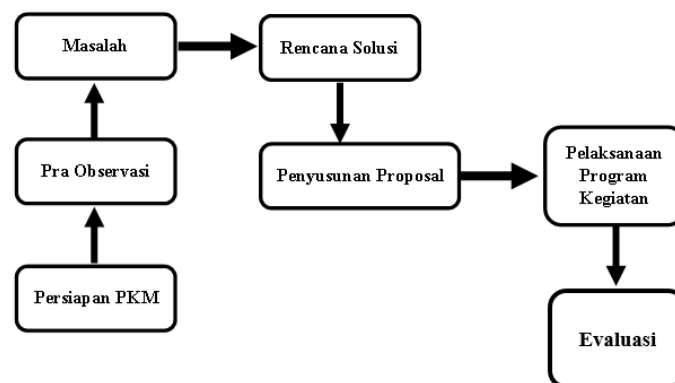 Masalah
Rencana Solusi
Pra Observasi
Penyusunan Proposal
Pelaksanaan
Program
Kegiatan
Persiapan PKM
Evaluasi